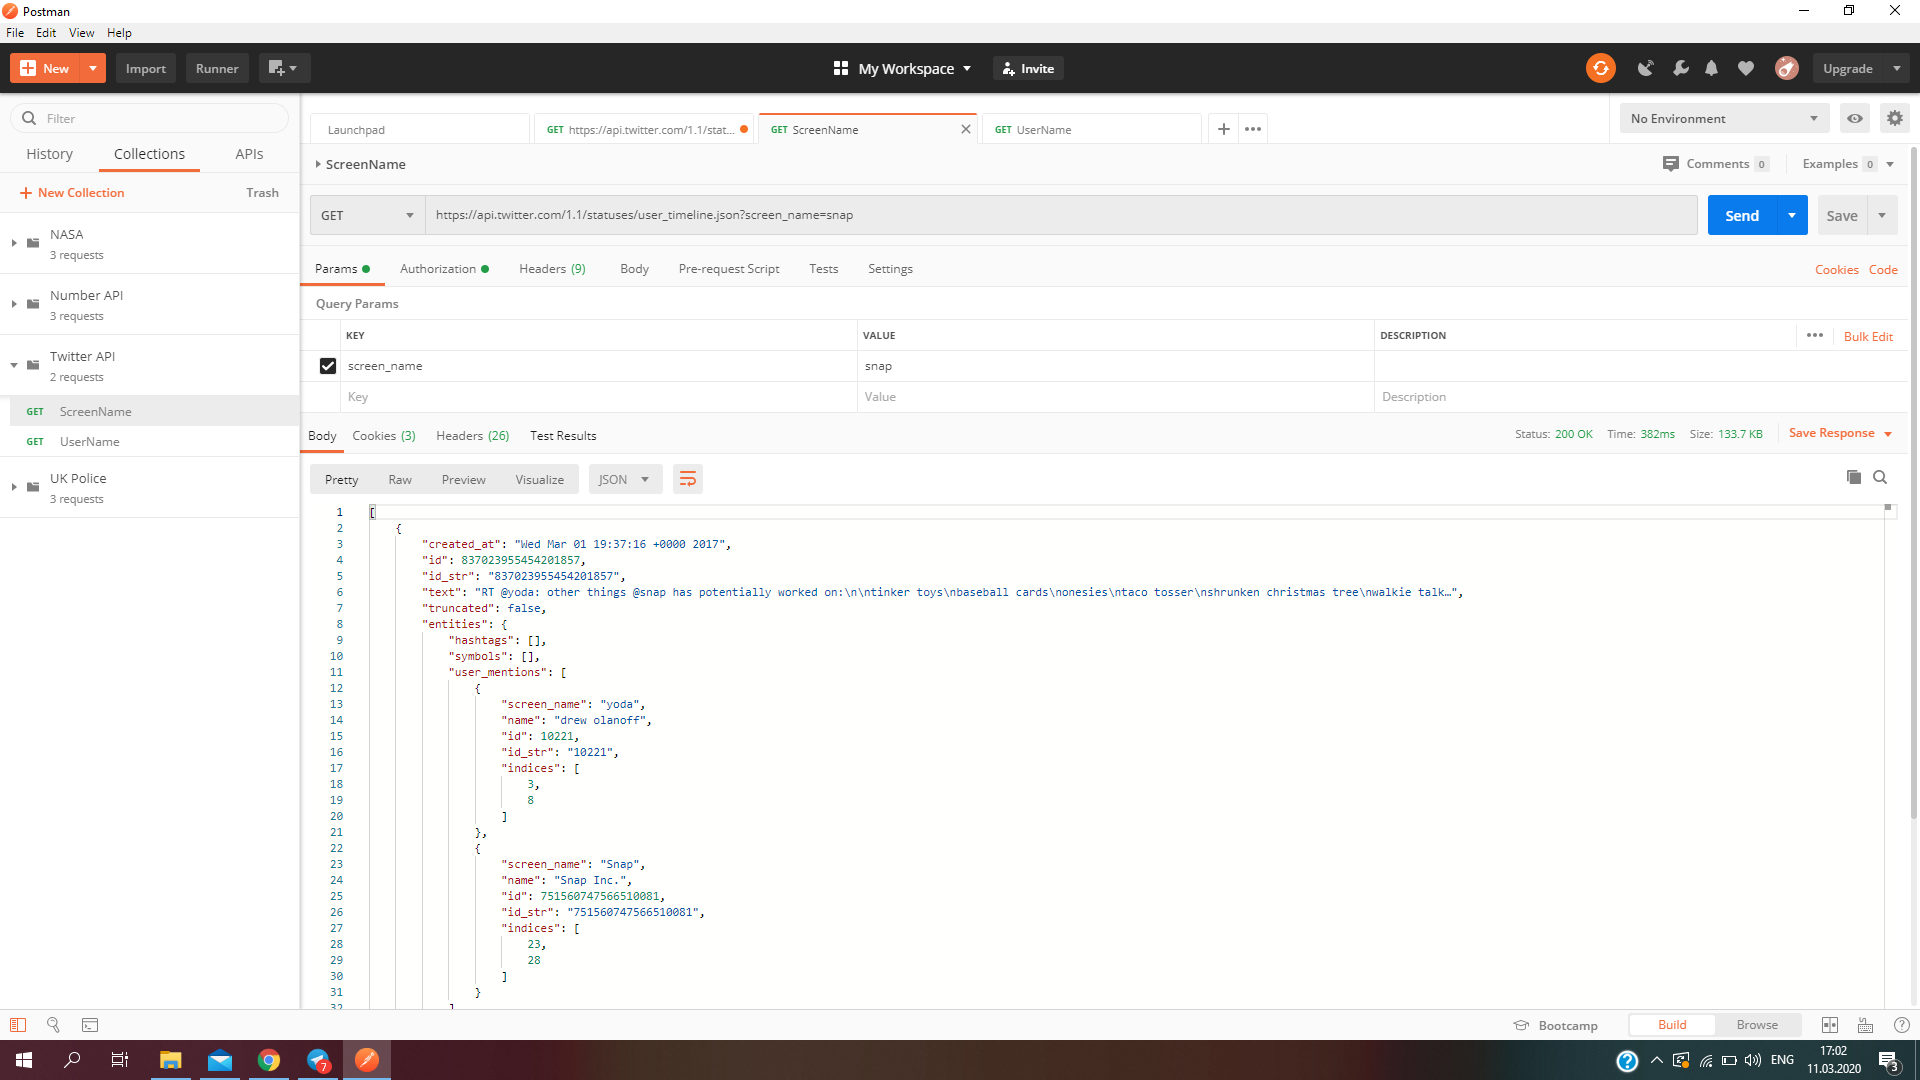 Postman
File Edit View Help
New Import Runner My Workspace Invite Upgrade
Filter
History Collections APIs
New Collection Trash
NASA
3 requests
Number API
3 requests
Twitter API
2 requests
GET ScreenName
GET UserName
UK Police
3 requests
Launchpad GET https://api.twitter.com/1.1/stat... GET ScreenName GET UserName
No Environment
ScreenName Comments 0 Examples 0
GET https://api.twitter.com/1.1/statuses/user_timeline.json?screen_name=snap Send Save
Params Authorization Headers (9) Body Pre-request Script Tests Settings Cookies Code
Query Params
KEY VALUE DESCRIPTION Bulk Edit
screen_name snap
Key Value Description
Body Cookies (3) Headers (26) Test Results Status: 200 OK Time: 382ms Size: 133.7 KB Save Response
Pretty Raw Preview Visualize JSON
1 [
2 {
3 "created_at": "Wed Mar 01 19:37:16 +0000 2017",
4 "id": 837023955454201857,
5 "id_str": "837023955454201857",
6 "text": "RT @yoda: other things @snap has potentially worked on:\n\ntinker toys\nbaseball cards\nonesies\ntaco tosser\nshrunken christmas tree\nwalkie talk…",
7 "truncated": false,
8 "entities": {
9 "hashtags": [],
10 "symbols": [],
11 "user_mentions": [
12 {
13 "screen_name": "yoda",
14 "name": "drew olanoff",
15 "id": 10221,
16 "id_str": "10221",
17 "indices": [
18 3,
19 8
20 ]
21 },
22 {
23 "screen_name": "Snap",
24 "name": "Snap Inc.",
25 "id": 751560747566510081,
26 "id_str": "751560747566510081",
27 "indices": [
28 23,
29 28
30 ]
31 }
32 ]
Bootcamp Build Browse
7 ENG 17:02
11.03.2020 3